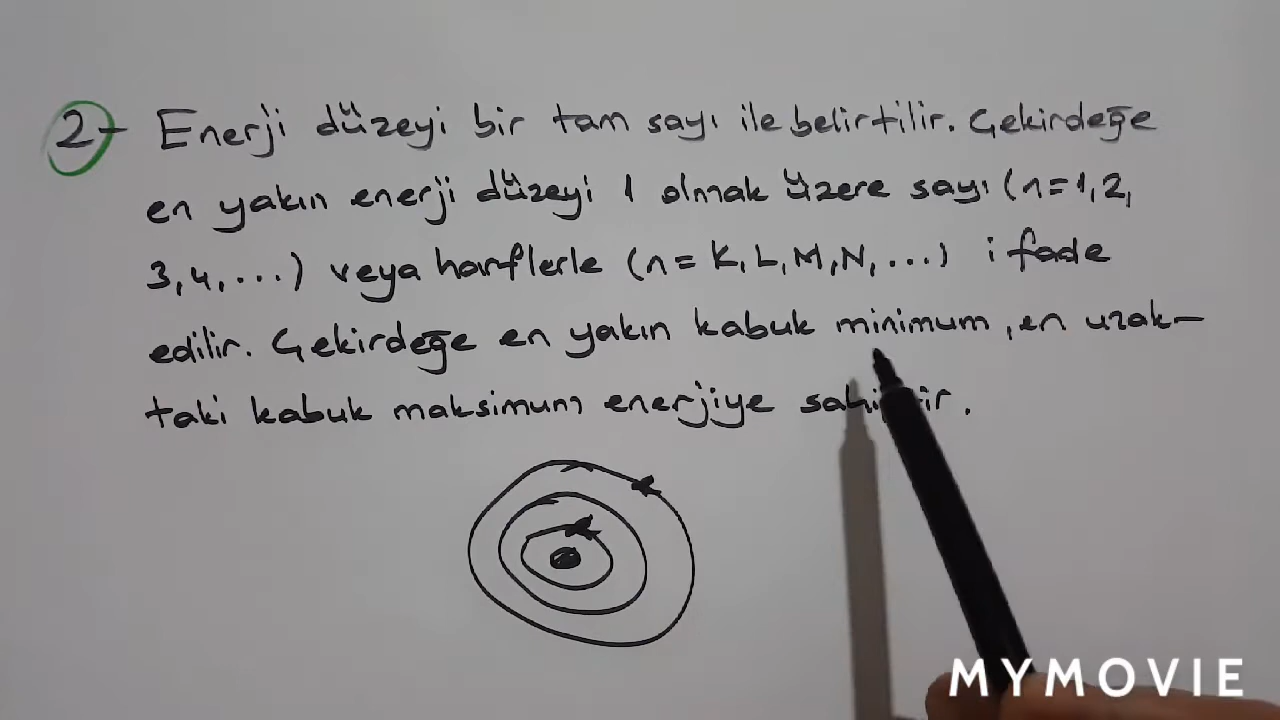 2- Enerji düzeyi bir tam sayı ile belirtilir. Çekirdeğe
en yakın enerji düzeyi 1 olmak üzere sayı (n=1,2,
3,4,...) veya harflerle (n=K,L,M,N,...) ifade
edilir. Çekirdeğe en yakın kabuk minimum, en uzak-
taki kabuk maksimum enerjiye
MYMOVIE